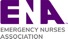 ENA
EMERGENCY NURSES
ASSOCIATION